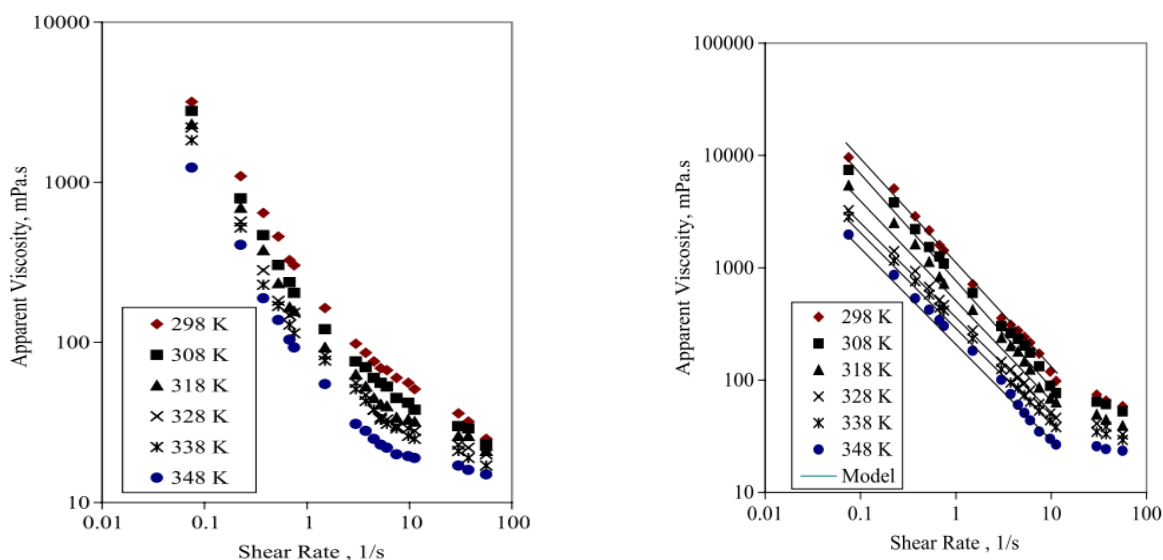 10000
1000
100
10
0.01
0.1
1
10
100
Apparent Viscosity, mPa.s
Shear Rate , 1/s
298 K
308 K
318 K
328 K
338 K
348 K
100000
10000
1000
100
10
0.01
0.1
1
10
100
Apparent Viscosity, mPa.s
Shear Rate , 1/s
298 K
308 K
318 K
328 K
338 K
348 K
Model